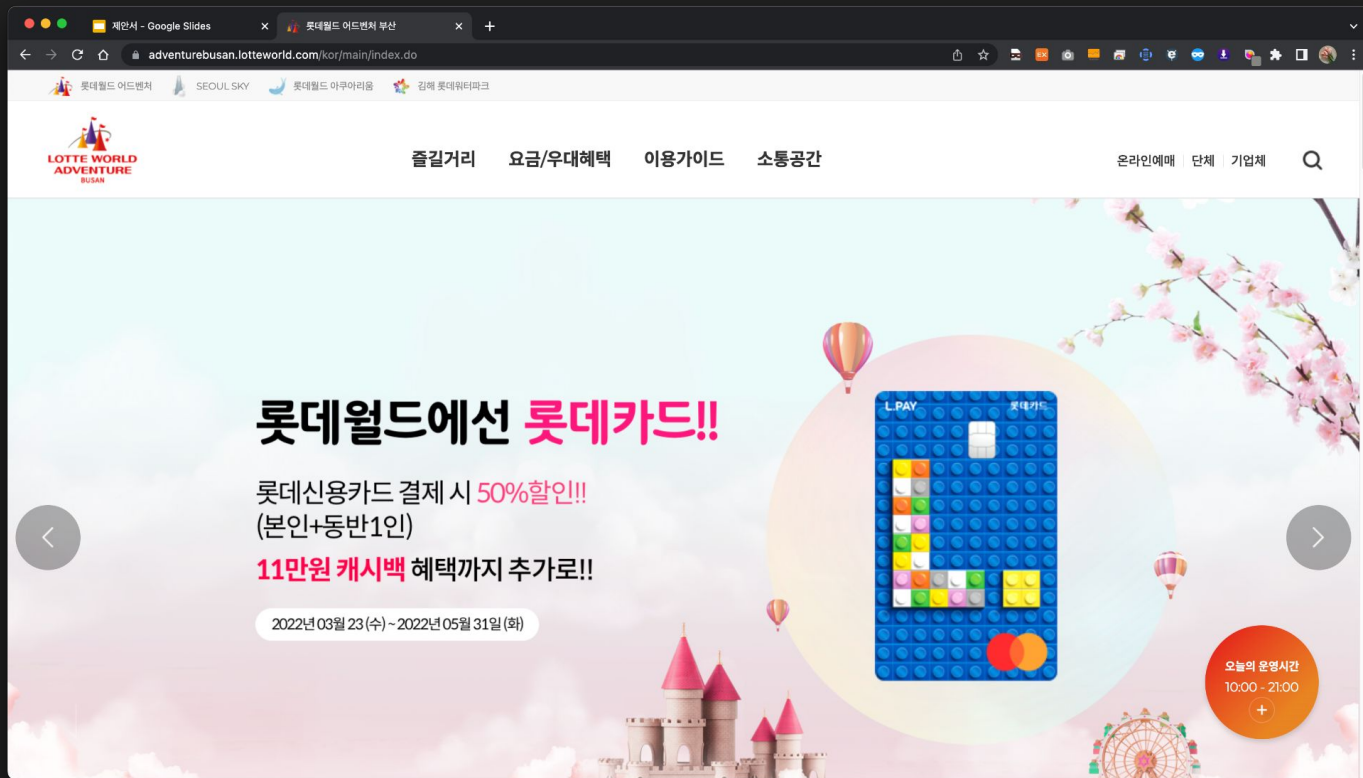 제안서 - Google Slides
롯데월드 어드벤처 부산
adventurebusan.lotteworld.com/kor/main/index.do
롯데월드 어드벤처 SEOUL SKY 롯데월드 아쿠아리움 김해 롯데워터파크
LOTTE WORLD
ADVENTURE
BUSAN
즐길거리 요금/우대혜택 이용가이드 소통공간
온라인예매 단체 기업체
롯데월드에선 롯데카드!!
롯데신용카드 결제 시 50%할인!!
(본인+동반1인)
11만원 캐시백 혜택까지 추가로!!
2022년 03월 23 (수) ~ 2022년 05월 31일 (화)
L.PAY 롯데카드
오늘의 운영시간
10:00 - 21:00